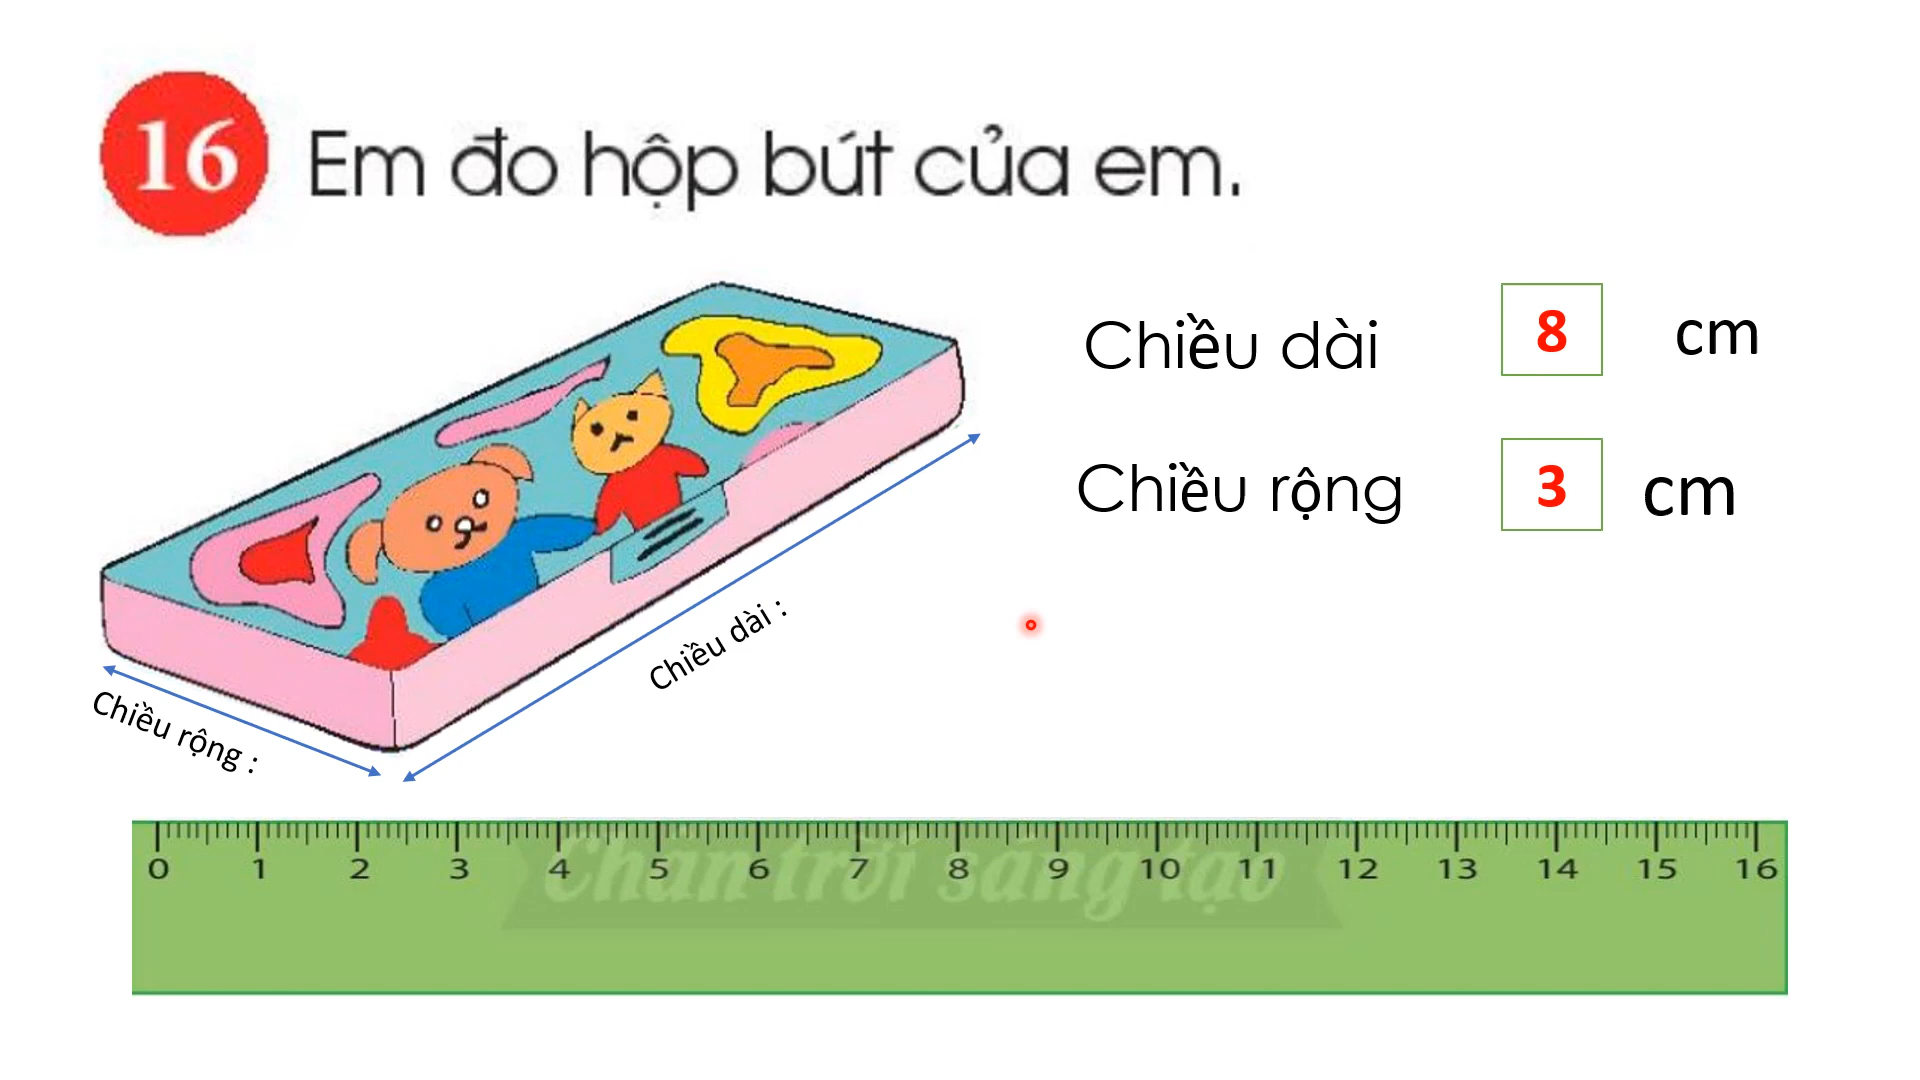 16 Em đo hộp bút của em.
Chiều dài 8 cm
Chiều rộng 3 cm
Chiều dài :
Chiều rộng :
0 1 2 3 4 5 6 7 8 9 10 11 12 13 14 15 16
Chân trời sáng tạo